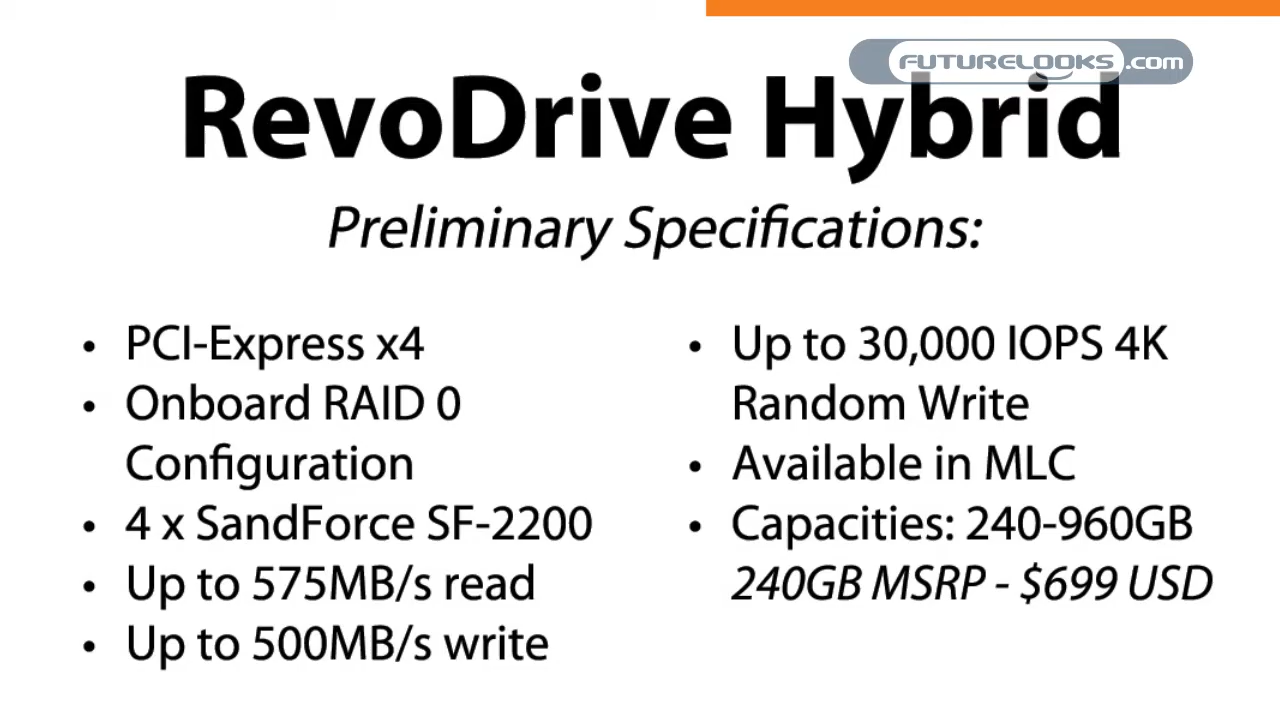 FUTURELOOKS.com
RevoDrive Hybrid
Preliminary Specifications:
• PCI-Express x4
• Onboard RAID 0
Configuration
• 4 x SandForce SF-2200
• Up to 575MB/s read
• Up to 500MB/s write
• Up to 30,000 IOPS 4K
Random Write
• Available in MLC
• Capacities: 240-960GB
240GB MSRP - $699 USD